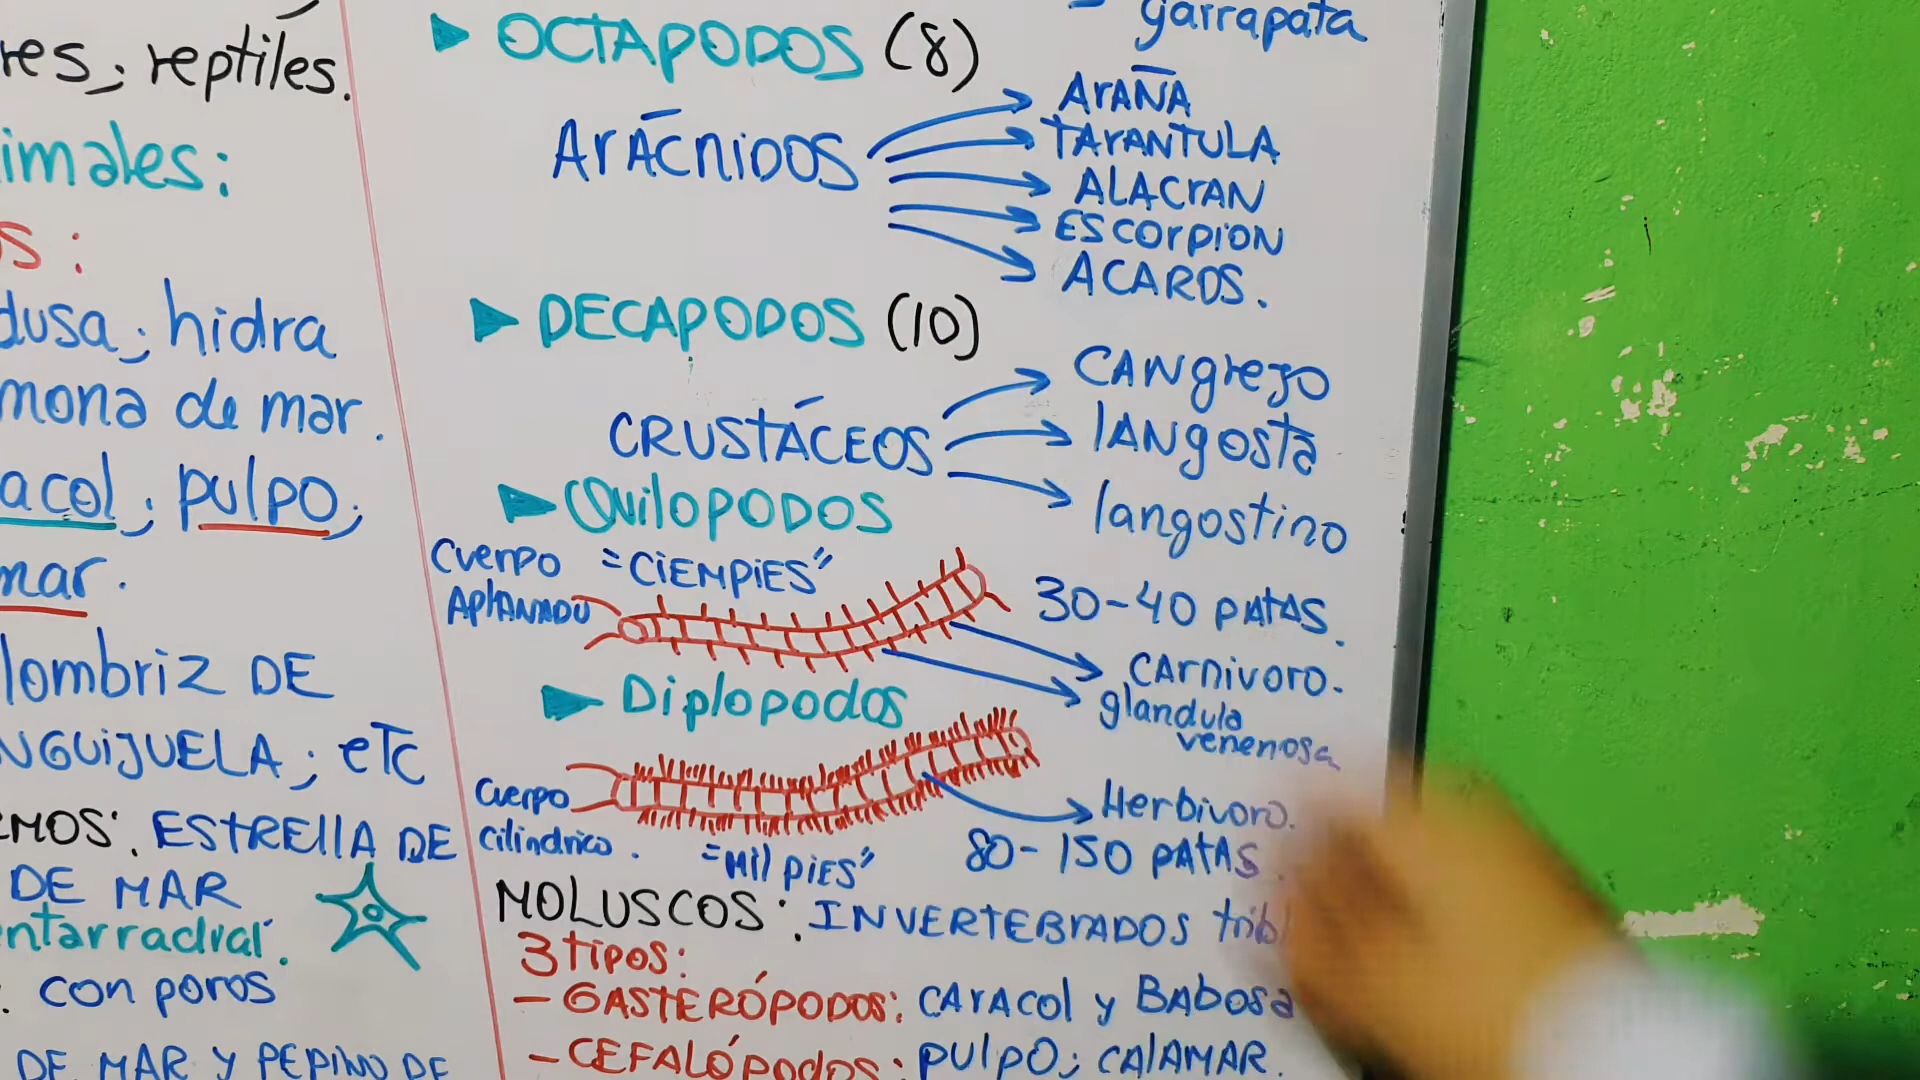 res; reptiles.
imales:
s:
dusa; hidra
mona de mar.
acol; pulpo;
mar.
lombriz DE
NGUIJUELA; etc
EMOS: ESTRELLA DE
DE MAR
entarradial.
. con poros
DE MAR Y PEPINO DE
- garrapata
► OCTAPODOS (8)
ARÁCNIDOS
ARAÑA
TARANTULA
ALACRAN
ESCORPION
ACAROS.
► DECAPODOS (10)
CRUSTÁCEOS
CANgrejo
LANgosta
langostino
► Quilopodos
Cuerpo
APlANADO
"CIEMPIES"
30-40 PATAS.
CArnivoro.
glandula
venenosa
► Diplopodos
Cuerpo
cilindrico.
"Mil PIES"
Herbivoro.
80-150 PATAS.
MOLUSCOS: INVERTEBRADOS
3 tipos:
- GASTERÓPODOS: CARACOl y BABOSA
- CEFALÓPODOS: PUlPO; CAlAMAR.